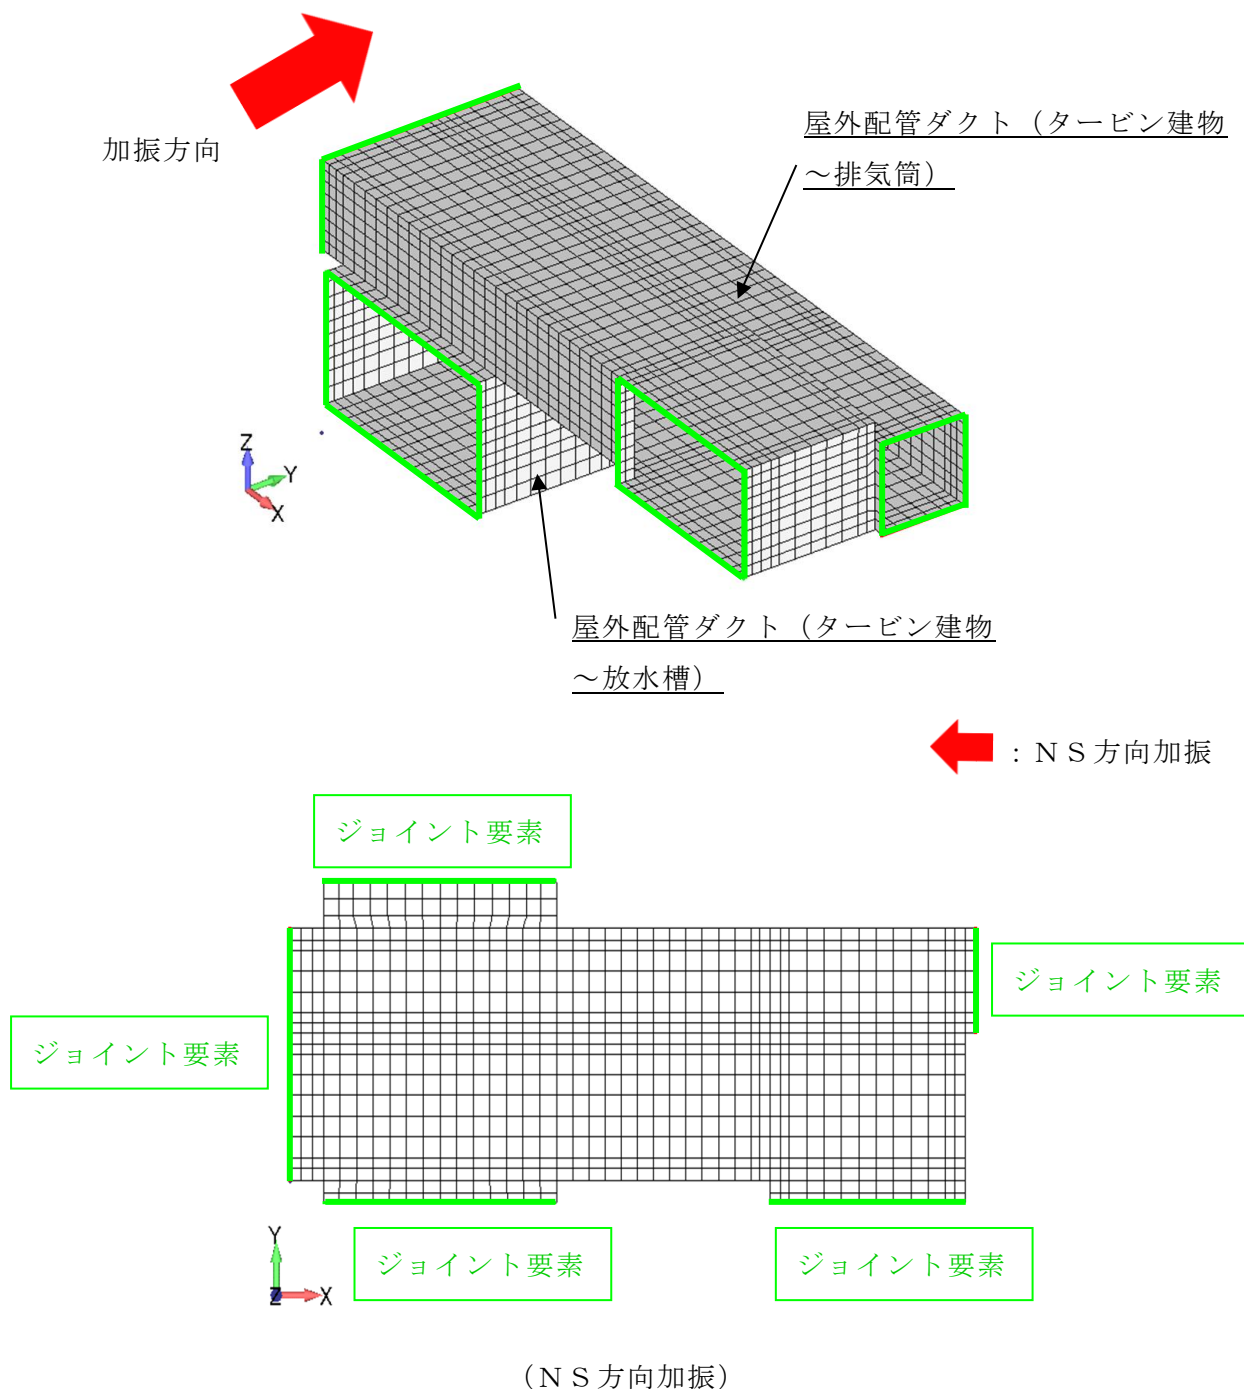 加振方向
屋外配管ダクト（タービン建物
～排気筒）
Z
Y
X
屋外配管ダクト（タービン建物
～放水槽）
：ＮＳ方向加振
ジョイント要素
ジョイント要素
ジョイント要素
ジョイント要素
ジョイント要素
Y
Z
X
（ＮＳ方向加振）